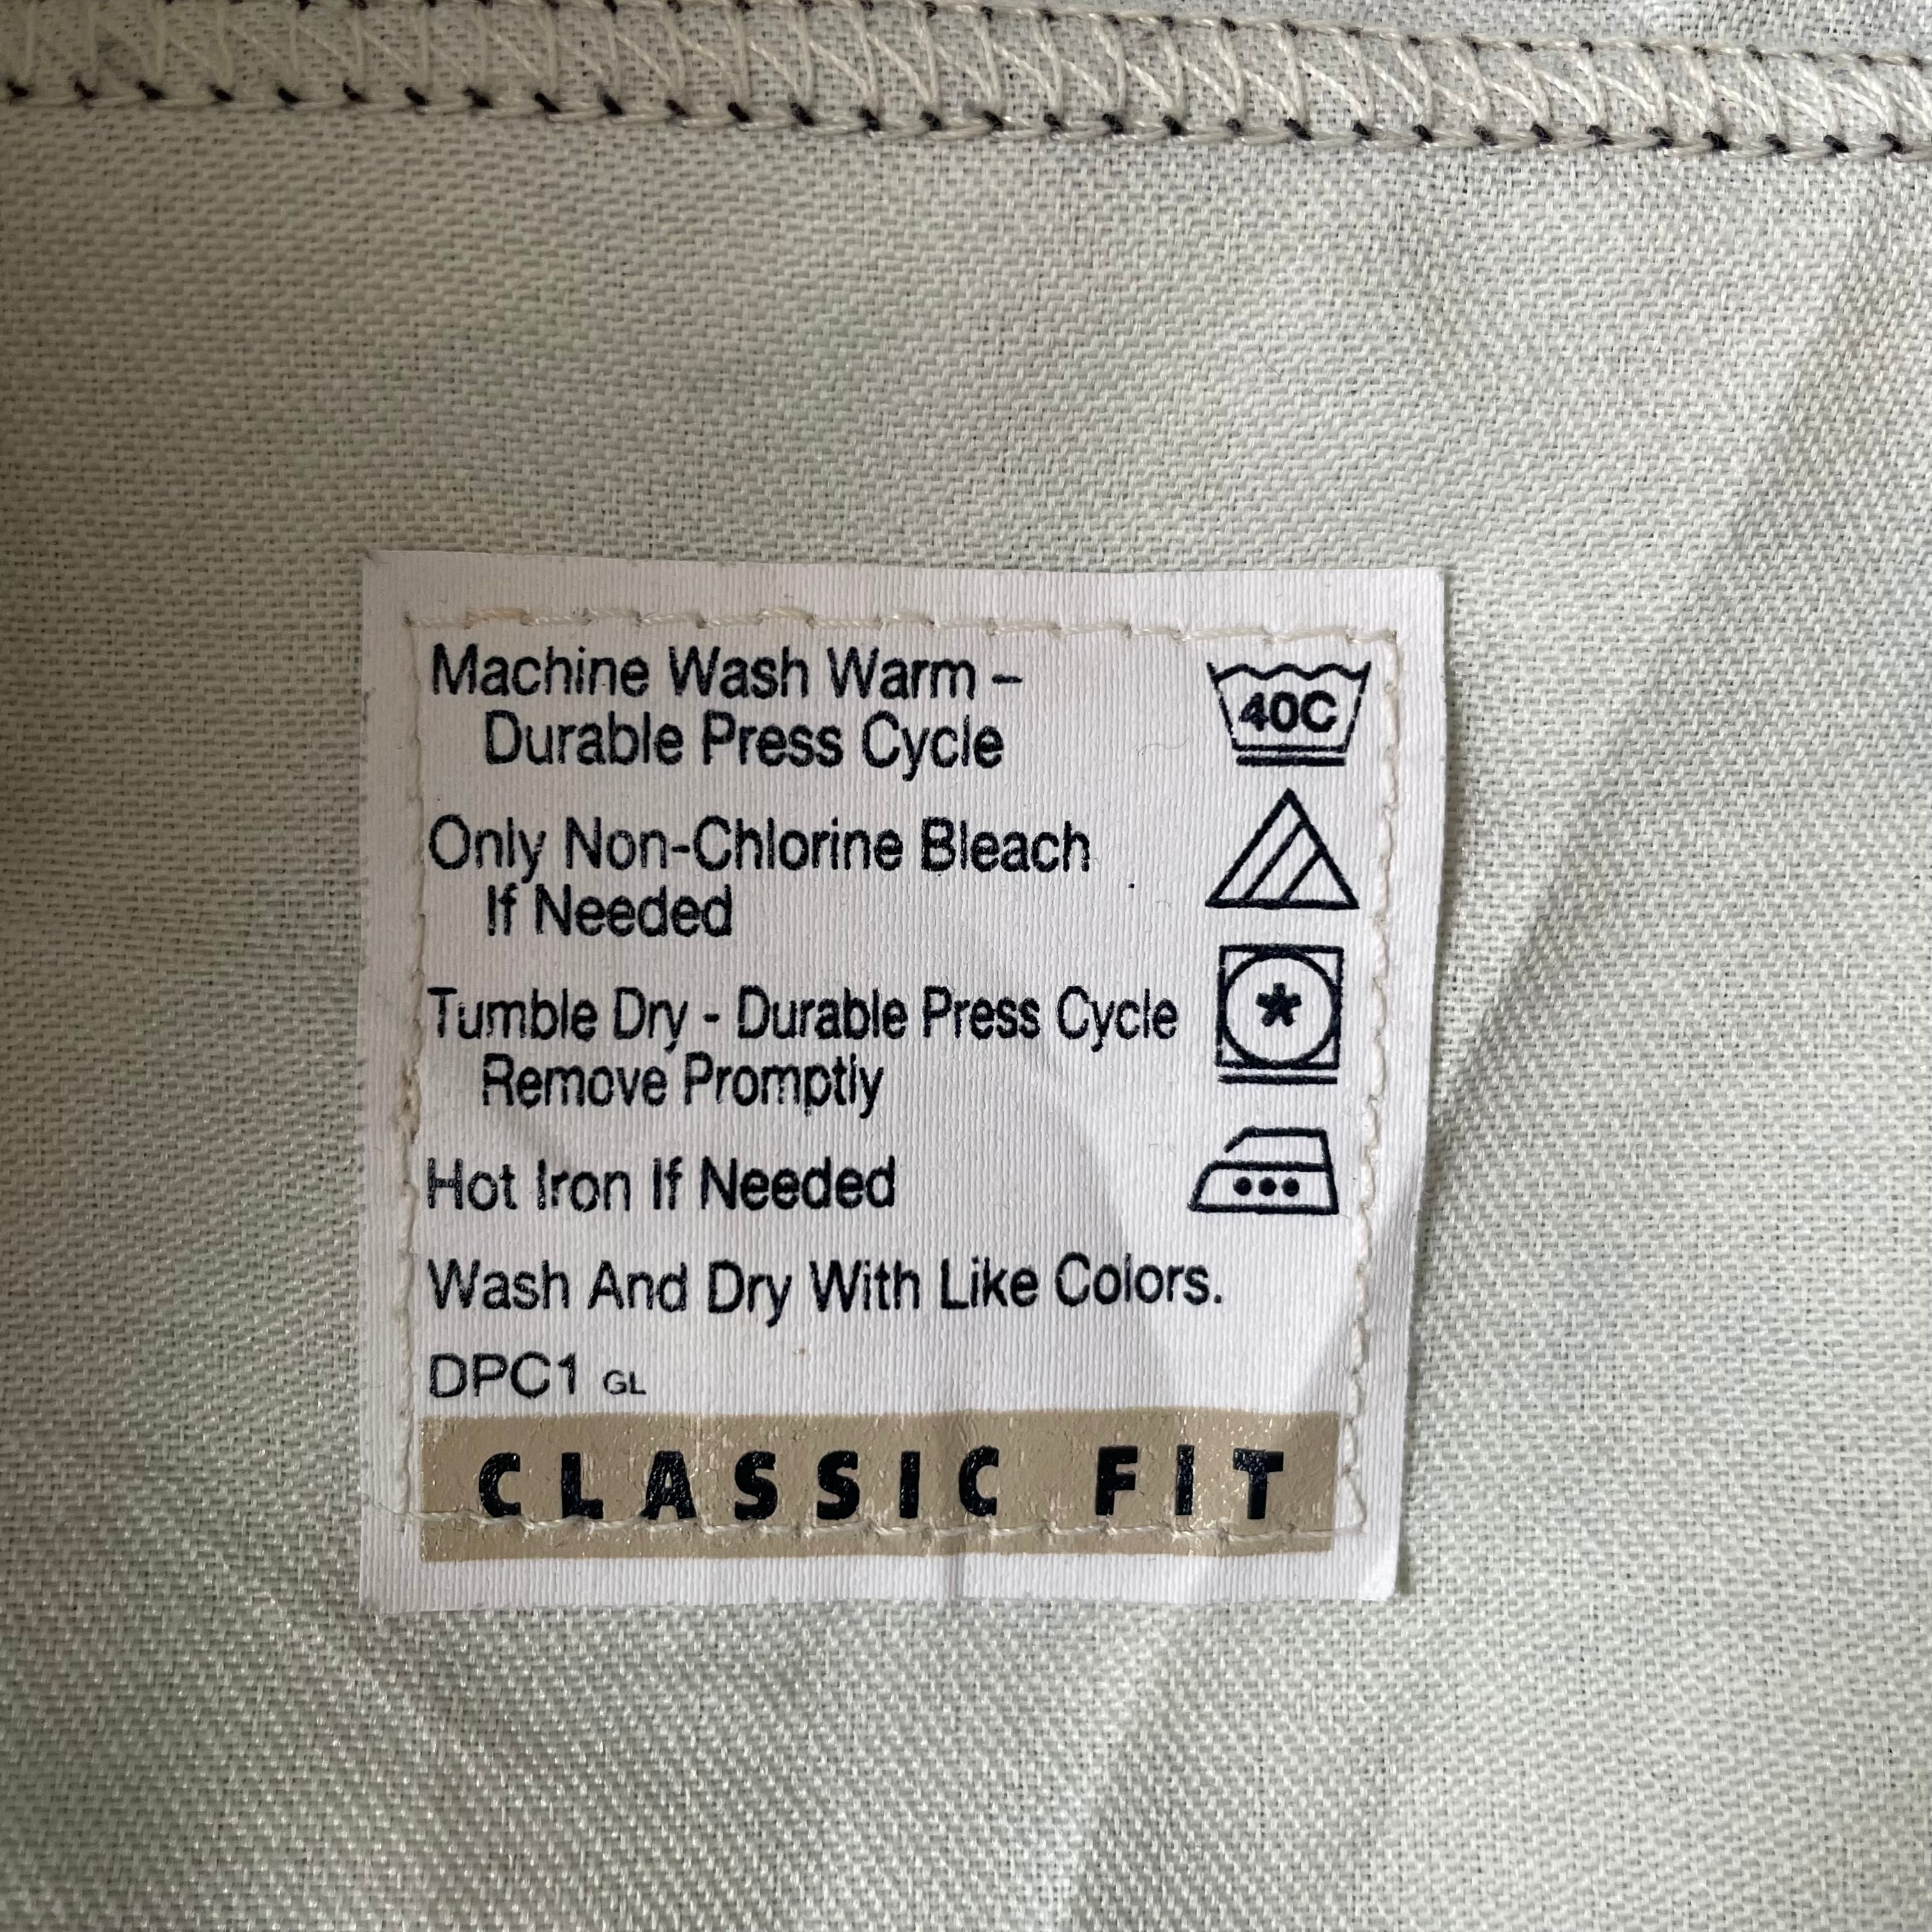 Machine Wash Warm –
Durable Press Cycle
40C
Only Non-Chlorine Bleach
If Needed
Tumble Dry - Durable Press Cycle
Remove Promptly
Hot Iron If Needed
Wash And Dry With Like Colors.
DPC1 GL
CLASSIC FIT